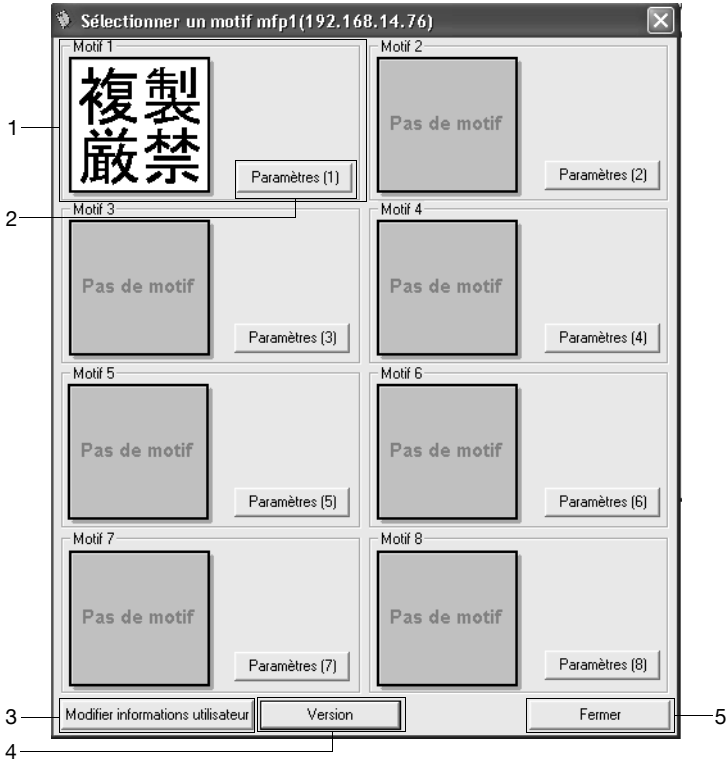 Sélectionner un motif mfp1(192.168.14.76)
Motif 1
複製
厳禁
Paramètres (1)
Motif 2
Pas de motif
Paramètres (2)
1
2
Motif 3
Pas de motif
Paramètres (3)
Motif 4
Pas de motif
Paramètres (4)
Motif 5
Pas de motif
Paramètres (5)
Motif 6
Pas de motif
Paramètres (6)
Motif 7
Pas de motif
Paramètres (7)
Motif 8
Pas de motif
Paramètres (8)
3
Modifier informations utilisateur
Version
Fermer
5
4